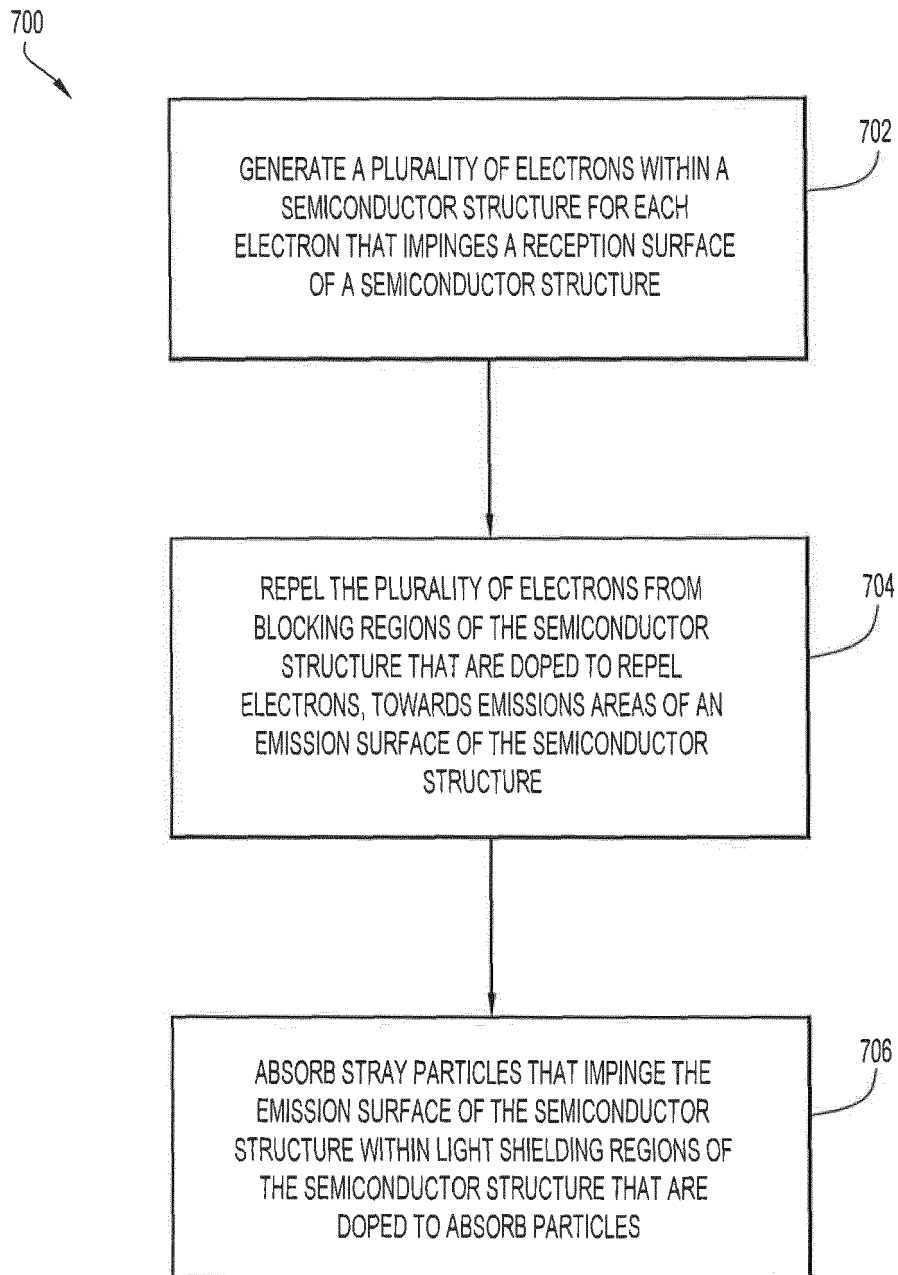 700
702
GENERATE A PLURALITY OF ELECTRONS WITHIN A
SEMICONDUCTOR STRUCTURE FOR EACH
ELECTRON THAT IMPINGES A RECEPTION SURFACE
OF A SEMICONDUCTOR STRUCTURE
704
REPEL THE PLURALITY OF ELECTRONS FROM
BLOCKING REGIONS OF THE SEMICONDUCTOR
STRUCTURE THAT ARE DOPED TO REPEL
ELECTRONS, TOWARDS EMISSIONS AREAS OF AN
EMISSION SURFACE OF THE SEMICONDUCTOR
STRUCTURE
706
ABSORB STRAY PARTICLES THAT IMPINGE THE
EMISSION SURFACE OF THE SEMICONDUCTOR
STRUCTURE WITHIN LIGHT SHIELDING REGIONS OF
THE SEMICONDUCTOR STRUCTURE THAT ARE
DOPED TO ABSORB PARTICLES